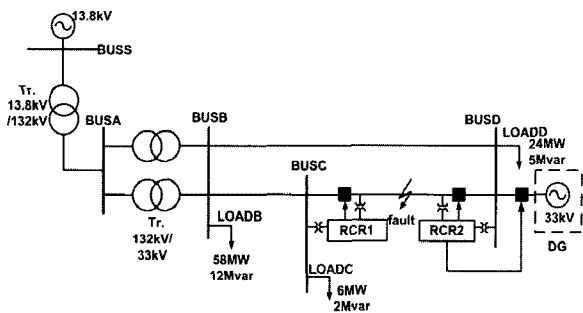 13.8kV
BUSS
Tr.
13.8kV
/132kV
BUSA
BUSB
BUSD
LOADD
24MW
5Mvar
BUSC
fault
RCR1
RCR2
33kV
DG
Tr.
132kV/
33kV
LOADB
58MW
12Mvar
LOADC
6MW
2Mvar